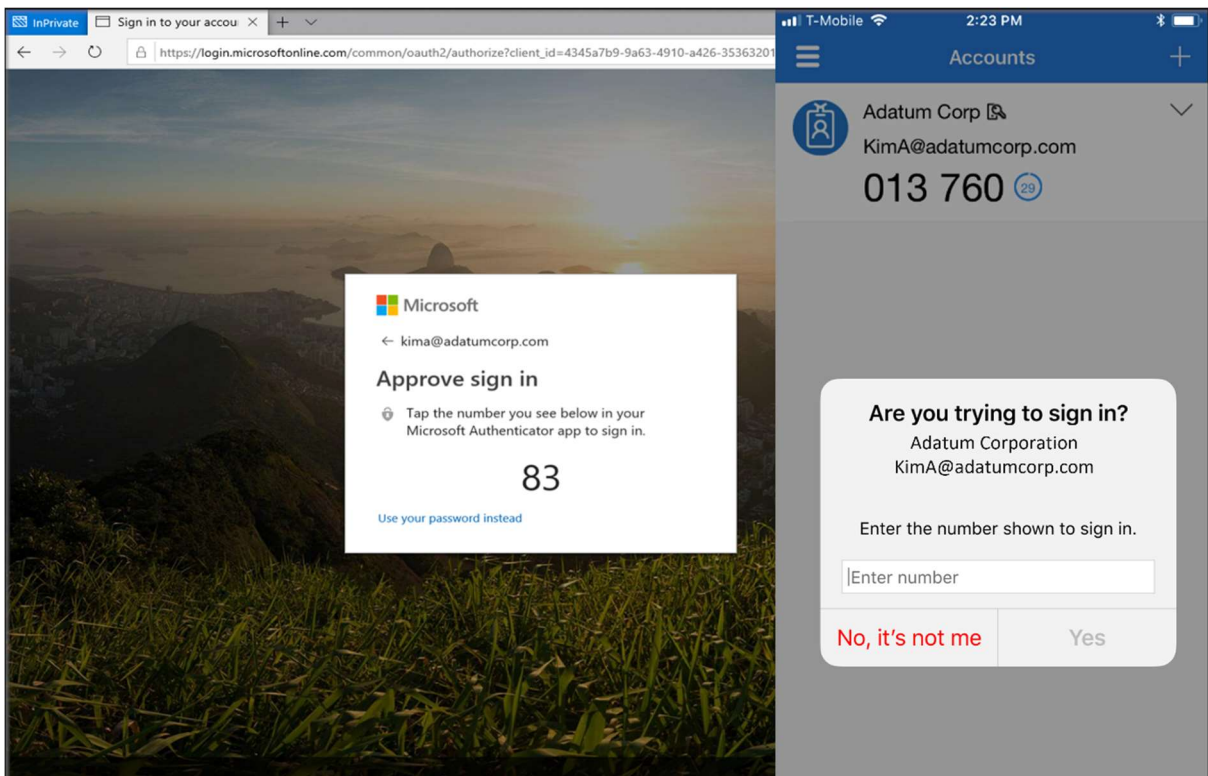 InPrivate
Sign in to your accou
https://login.microsoftonline.com/common/oauth2/authorize?client_id=4345a7b9-9a63-4910-a426-35363201
Microsoft
kima@adatumcorp.com
Approve sign in
Tap the number you see below in your
Microsoft Authenticator app to sign in.
83
Use your password instead
T-Mobile 2:23 PM
Accounts
Adatum Corp
KimA@adatumcorp.com
013 760 29
Are you trying to sign in?
Adatum Corporation
KimA@adatumcorp.com
Enter the number shown to sign in.
Enter number
No, it's not me Yes